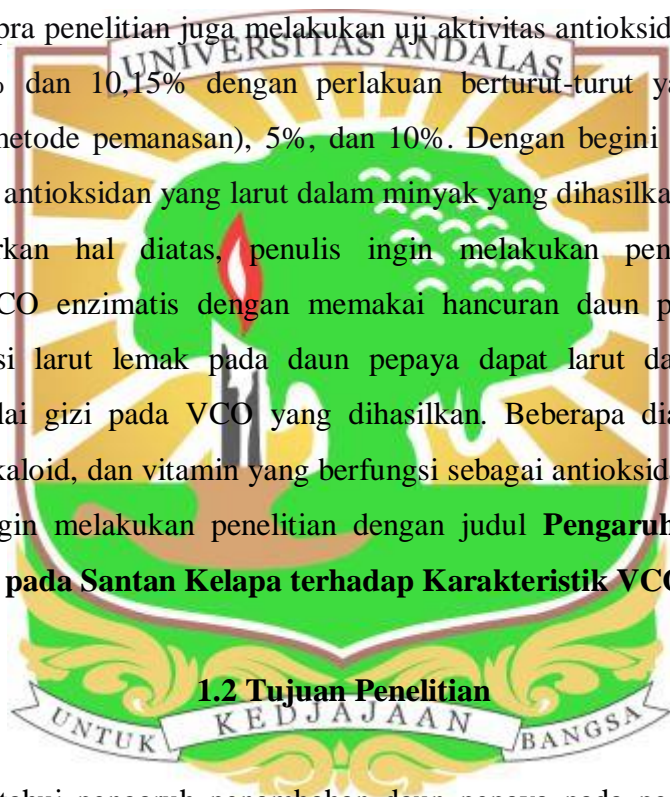 pra penelitian juga melakukan uji aktivitas antioksid
UNIVERSITAS ANDALAS
% dan 10,15% dengan perlakuan berturut-turut ya
metode pemanasan), 5%, dan 10%. Dengan begini
antioksidan yang larut dalam minyak yang dihasilka
rkan hal diatas, penulis ingin melakukan pen
CO enzimatis dengan memakai hancuran daun p
si larut lemak pada daun pepaya dapat larut da
lai gizi pada VCO yang dihasilkan. Beberapa dia
kaloid, dan vitamin yang berfungsi sebagai antioksida
gin melakukan penelitian dengan judul Pengaruh
pada Santan Kelapa terhadap Karakteristik VCO
1.2 Tujuan Penelitian
UNTUK KEDJAJAAN BANGSA